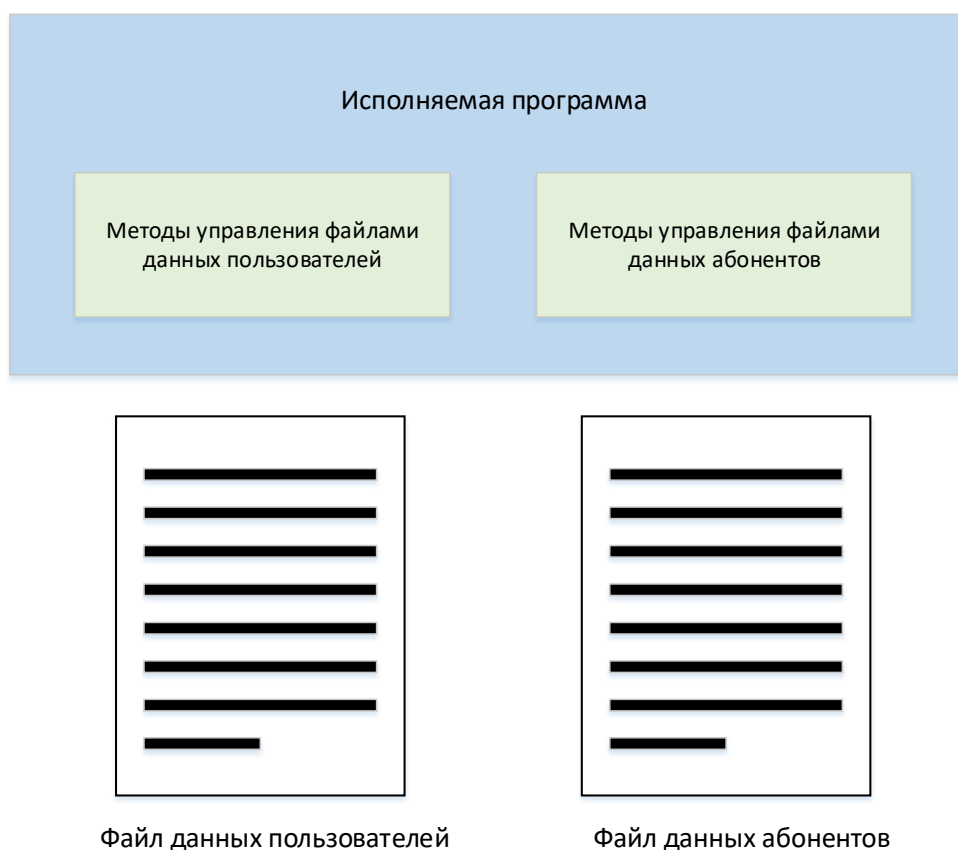 Исполняемая программа
Методы управления файлами
данных пользователей
Методы управления файлами
данных абонентов
Файл данных пользователей
Файл данных абонентов